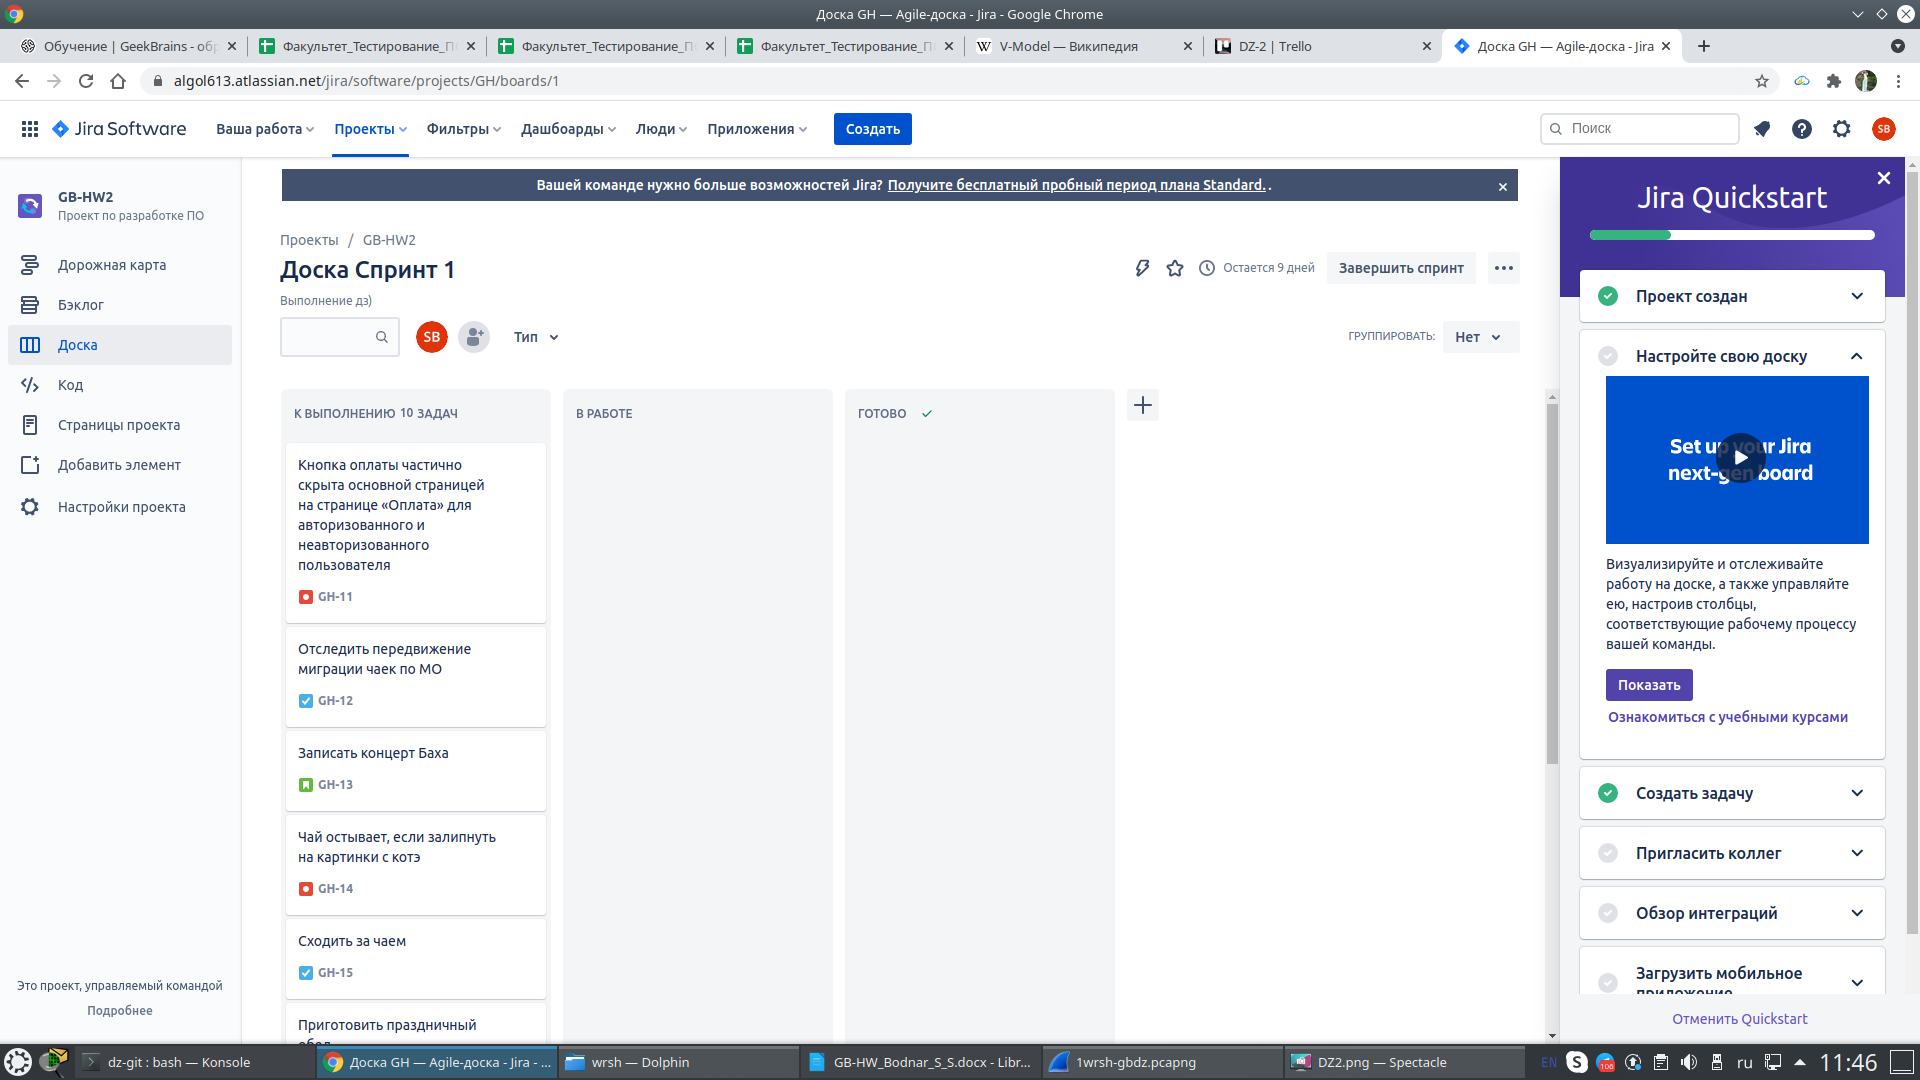 Доска GH — Agile-доска - Jira - Google Chrome
Обучение | GeekBrains - обр
Факультет_Тестирование_П
Факультет_Тестирование_П
Факультет_Тестирование_П
V-Model — Википедия
DZ-2 | Trello
Доска GH — Agile-доска - Jira
algol613.atlassian.net/jira/software/projects/GH/boards/1
Jira Software
Ваша работа
Проекты
Фильтры
Дашбоарды
Люди
Приложения
Создать
Поиск
SB
GB-HW2
Проект по разработке ПО
Дорожная карта
Бэклог
Доска
Код
Страницы проекта
Добавить элемент
Настройки проекта
Это проект, управляемый командой
Подробнее
Вашей команде нужно больше возможностей Jira? Получите бесплатный пробный период плана Standard. .
Проекты / GB-HW2
Доска Спринт 1
Выполнение дз)
Остается 9 дней
Завершить спринт
SB
Тип
ГРУППИРОВАТЬ:
Нет
К ВЫПОЛНЕНИЮ 10 ЗАДАЧ
Кнопка оплаты частично
скрыта основной страницей
на странице «Оплата» для
авторизованного и
неавторизованного
пользователя
GH-11
Отследить передвижение
миграции чаек по МО
GH-12
Записать концерт Баха
GH-13
Чай остывает, если залипнуть
на картинки с котэ
GH-14
Сходить за чаем
GH-15
Приготовить праздничный
обед
В РАБОТЕ
ГОТОВО
Jira Quickstart
Проект создан
Настройте свою доску
Set up your Jira
next-gen board
Визуализируйте и отслеживайте
работу на доске, а также управляйте
ею, настроив столбцы,
соответствующие рабочему процессу
вашей команды.
Показать
Ознакомиться с учебными курсами
Создать задачу
Пригласить коллег
Обзор интеграций
Загрузить мобильное
приложение
Отменить Quickstart
dz-git : bash — Konsole
Доска GH — Agile-доска - Jira - ...
wrsh — Dolphin
GB-HW_Bodnar_S_S.docx - Libr...
1wrsh-gbdz.pcapng
DZ2.png — Spectacle
EN
106
ru
11:46